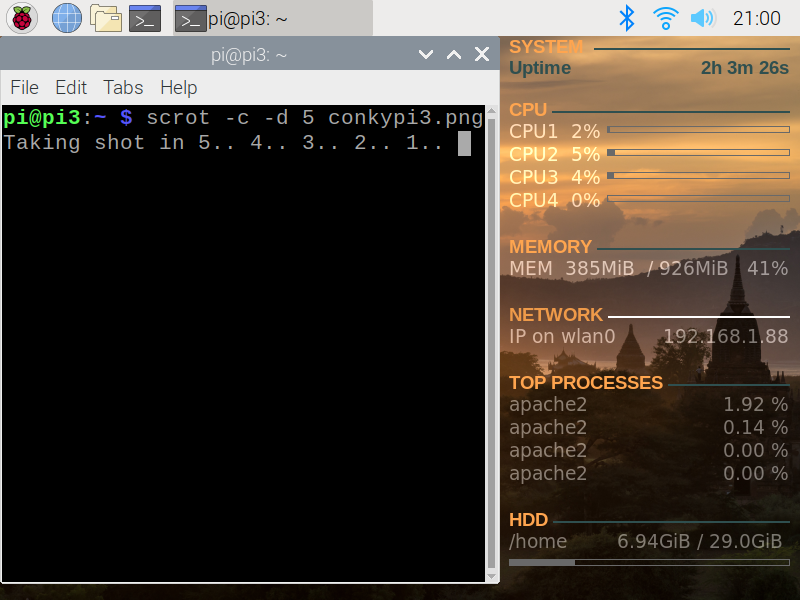 pi@pi3: ~ 21:00
pi@pi3: ~
File Edit Tabs Help
pi@pi3:~ $ scrot -c -d 5 conkypi3.png
Taking shot in 5.. 4.. 3.. 2.. 1..
SYSTEM
Uptime 2h 3m 26s
CPU
CPU1 2%
CPU2 5%
CPU3 4%
CPU4 0%
MEMORY
MEM 385MiB / 926MiB 41%
NETWORK
IP on wlan0 192.168.1.88
TOP PROCESSES
apache2 1.92 %
apache2 0.14 %
apache2 0.00 %
apache2 0.00 %
HDD
/home 6.94GiB / 29.0GiB